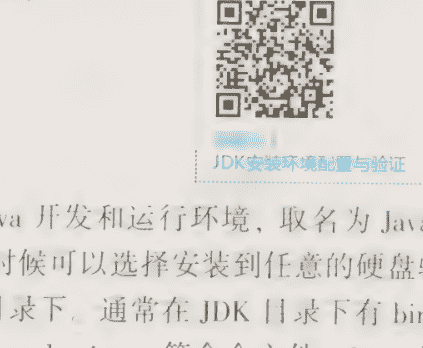 JDK安装环境配置与验证
va 开发和运行环境，取名为 Java
时候可以选择安装到任意的硬盘
目录下。通常在 JDK 目录下有 bin